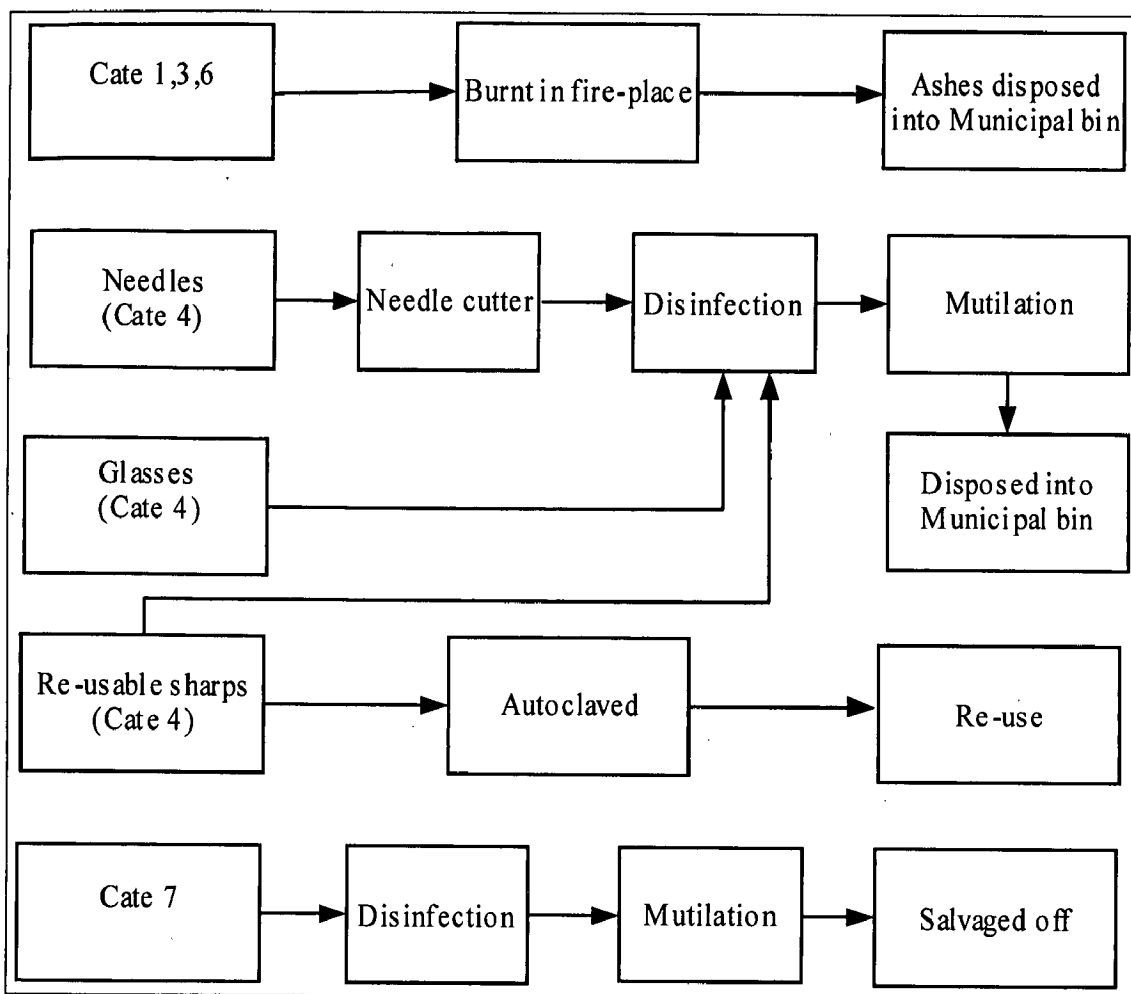 Cate 1,3,6
Burnt in fire-place
Ashes disposed
into Municipal bin
Needles
(Cate 4)
Needle cutter
Disinfection
Mutilation
Glasses
(Cate 4)
Disposed into
Municipal bin
Re-usable sharps
(Cate 4)
Autoclaved
Re-use
Cate 7
Disinfection
Mutilation
Salvaged off